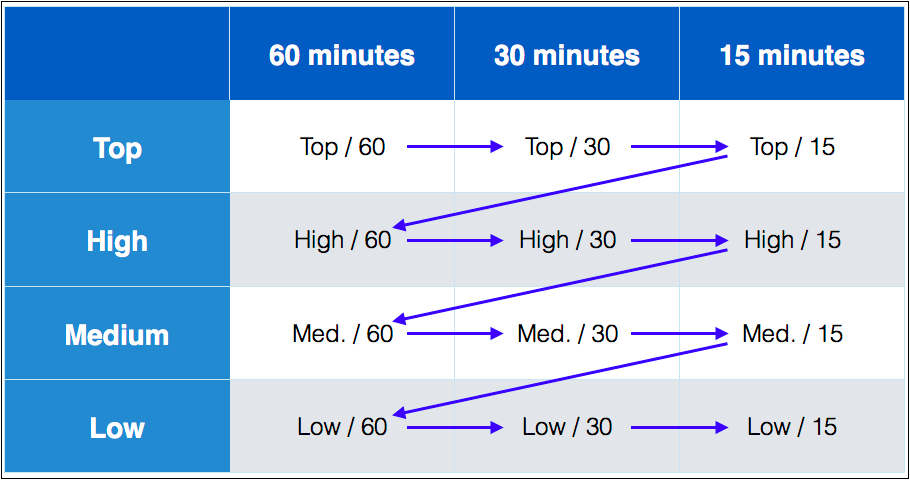 60 minutes 30 minutes 15 minutes
Top Top / 60 Top / 30 Top / 15
High High / 60 High / 30 High / 15
Medium Med. / 60 Med. / 30 Med. / 15
Low Low / 60 Low / 30 Low / 15